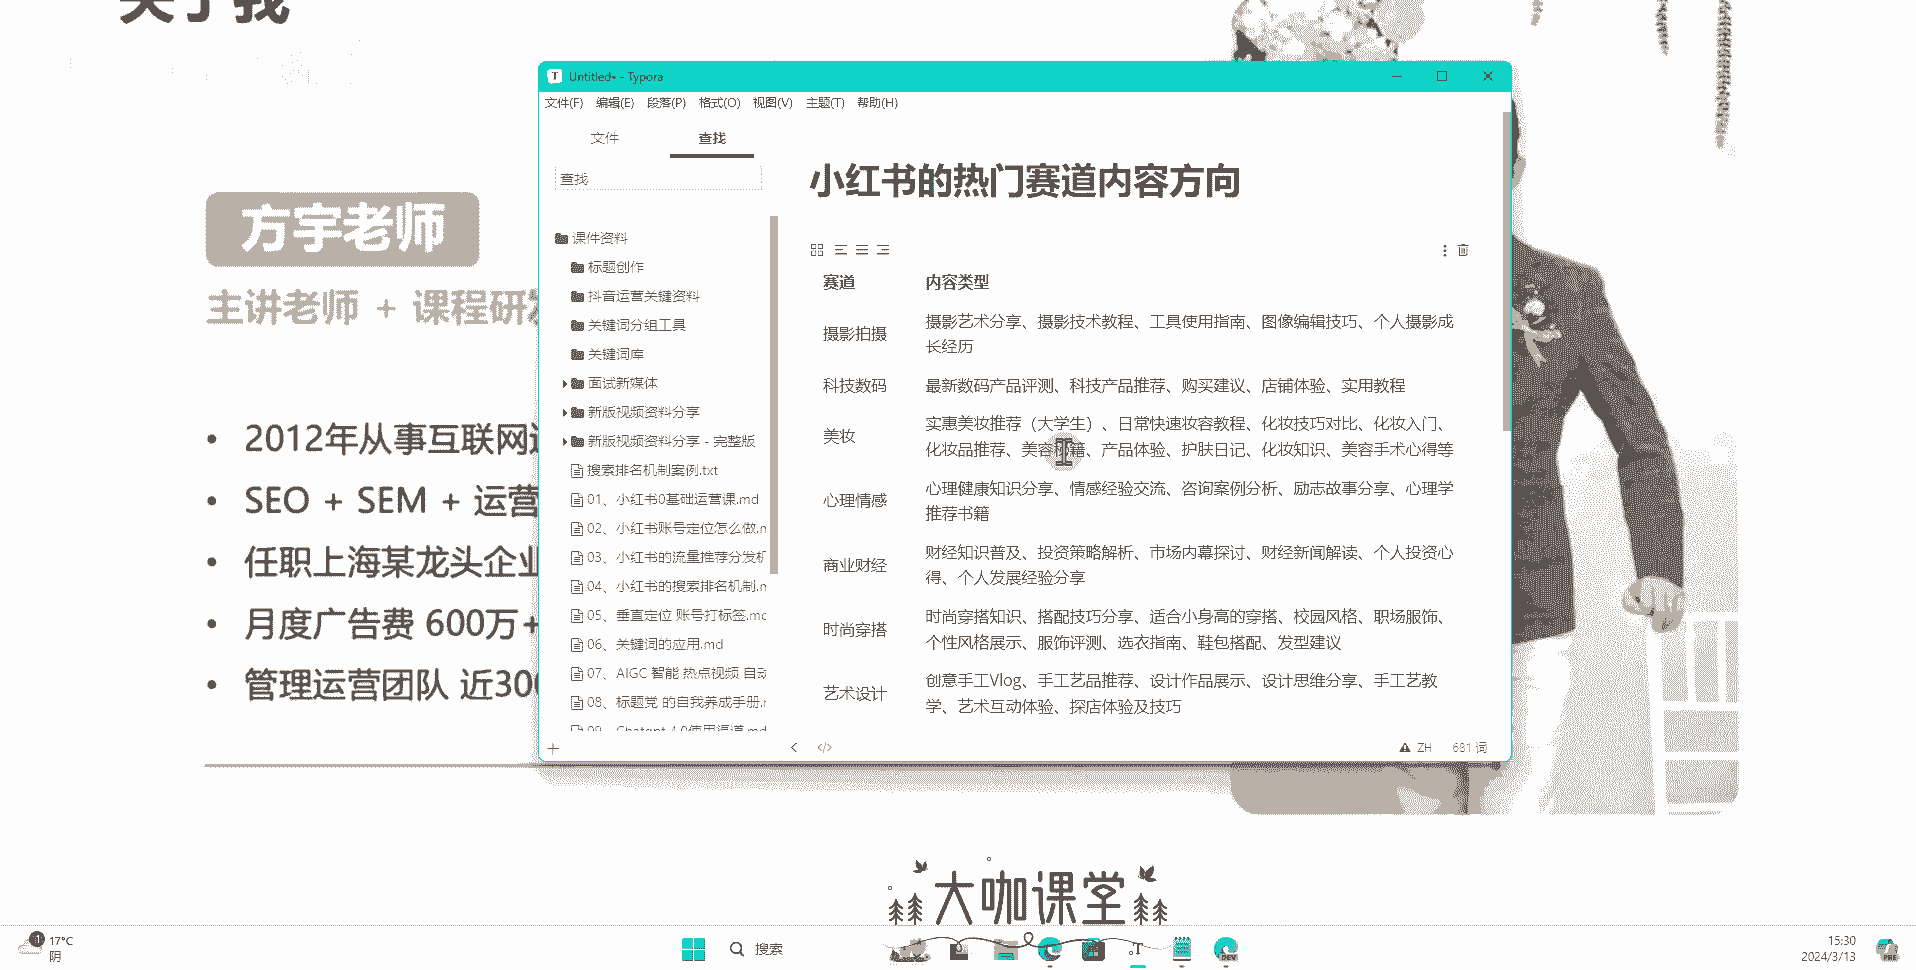 关于我
方宇老师
主讲老师 + 课程研
2012年从事互联网
SEO + SEM + 运营
任职上海某龙头企业
月度广告费 600万+
管理运营团队 近300
Untitled• - Typora
文件(F) 编辑(E) 段落(P) 格式(O) 视图(V) 主题(T) 帮助(H)
文件 查找
查找
课件资料
标题创作
抖音运营关键资料
关键词分组工具
关键词库
面试新媒体
新版视频资料分享
新版视频资料分享 - 完整版
搜索排名机制案例.txt
01、小红书0基础运营课.md
02、小红书账号定位怎么做.m
03、小红书的流量推荐分发机
04、小红书的搜索排名机制.m
05、垂直定位 账号打标签.md
06、关键词的应用.md
07、AIGC 智能 热点视频 自动
08、标题党 的自我养成手册.m
09、Chatgpt 4.0使用渠道.md
小红书的热门赛道内容方向
赛道 内容类型
摄影拍摄 摄影艺术分享、摄影技术教程、工具使用指南、图像编辑技巧、个人摄影成
长经历
科技数码 最新数码产品评测、科技产品推荐、购买建议、店铺体验、实用教程
美妆 实惠美妆推荐（大学生）、日常快速妆容教程、化妆技巧对比、化妆入门、
化妆品推荐、美容秘籍、产品体验、护肤日记、化妆知识、美容手术心得等
心理情感 心理健康知识分享、情感经验交流、咨询案例分析、励志故事分享、心理学
推荐书籍
商业财经 财经知识普及、投资策略解析、市场内幕探讨、财经新闻解读、个人投资心
得、个人发展经验分享
时尚穿搭 时尚穿搭知识、搭配技巧分享、适合小身高的穿搭、校园风格、职场服饰、
个性风格展示、服饰评测、选衣指南、鞋包搭配、发型建议
艺术设计 创意手工Vlog、手工艺品推荐、设计作品展示、设计思维分享、手工艺教
学、艺术互动体验、探店体验及技巧
ZH 681 词
大咖课堂
1 17°C
阴
搜索
T
DEV
15:30
2024/3/13
PRE